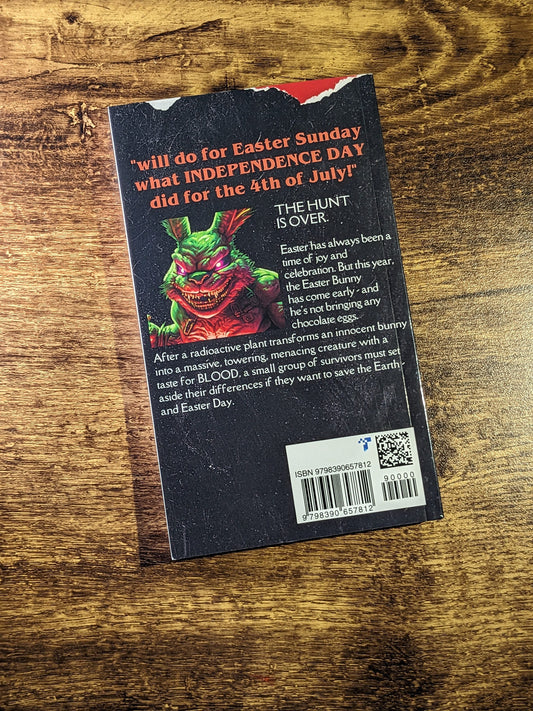 "will do for Easter Sunday
what INDEPENDENCE DAY
did for the 4th of July!"
THE HUNT
IS OVER.
Easter has always been a
time of joy and
celebration. But this year,
the Easter Bunny
has come early - and
he's not bringing any
chocolate eggs.
After a radioactive plant transforms an innocent bunny
into a massive, towering, menacing creature with a
taste for BLOOD, a small group of survivors must set
aside their differences if they want to save the Earth
and Easter Day.
ISBN 9798390657812
90000
9 798390 657812